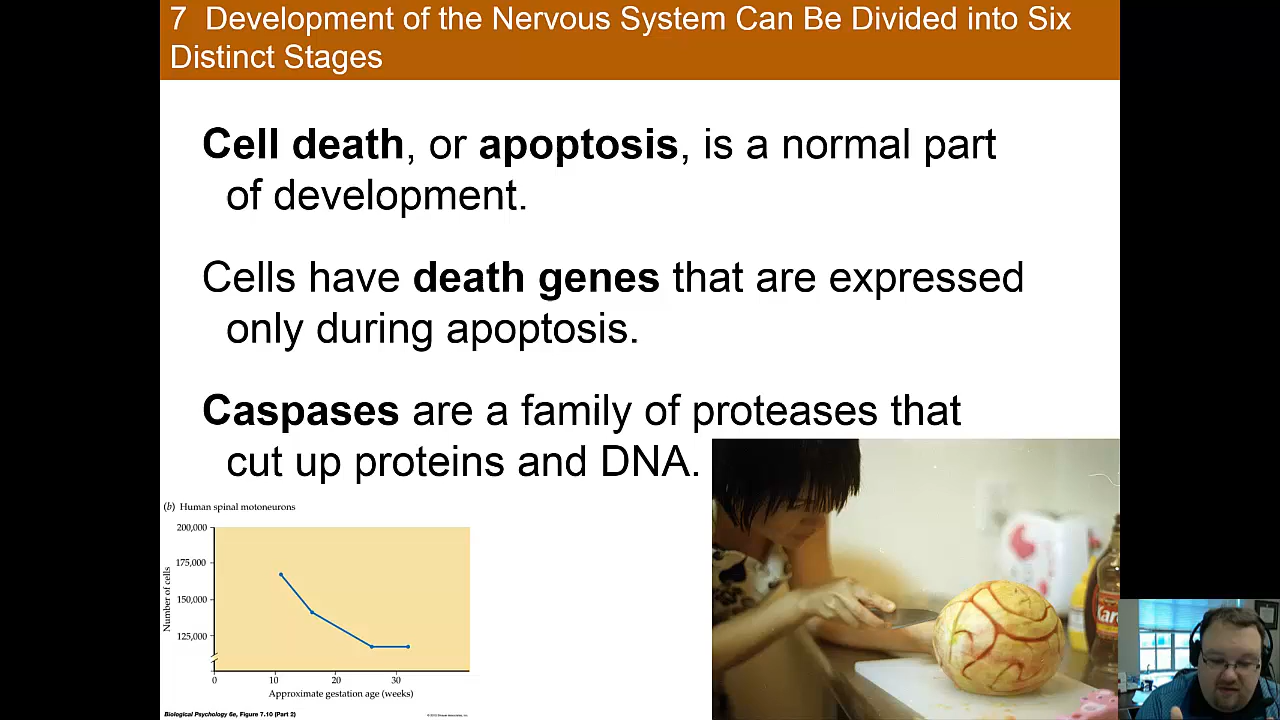 7 Development of the Nervous System Can Be Divided into Six
Distinct Stages
Cell death, or apoptosis, is a normal part
of development.
Cells have death genes that are expressed
only during apoptosis.
Caspases are a family of proteases that
cut up proteins and DNA.
(b) Human spinal motoneurons
200,000
175,000
150,000
125,000
Number of cells
0 10 20 30
Approximate gestation age (weeks)
Biological Psychology 6e, Figure 7.10 (Part 2)